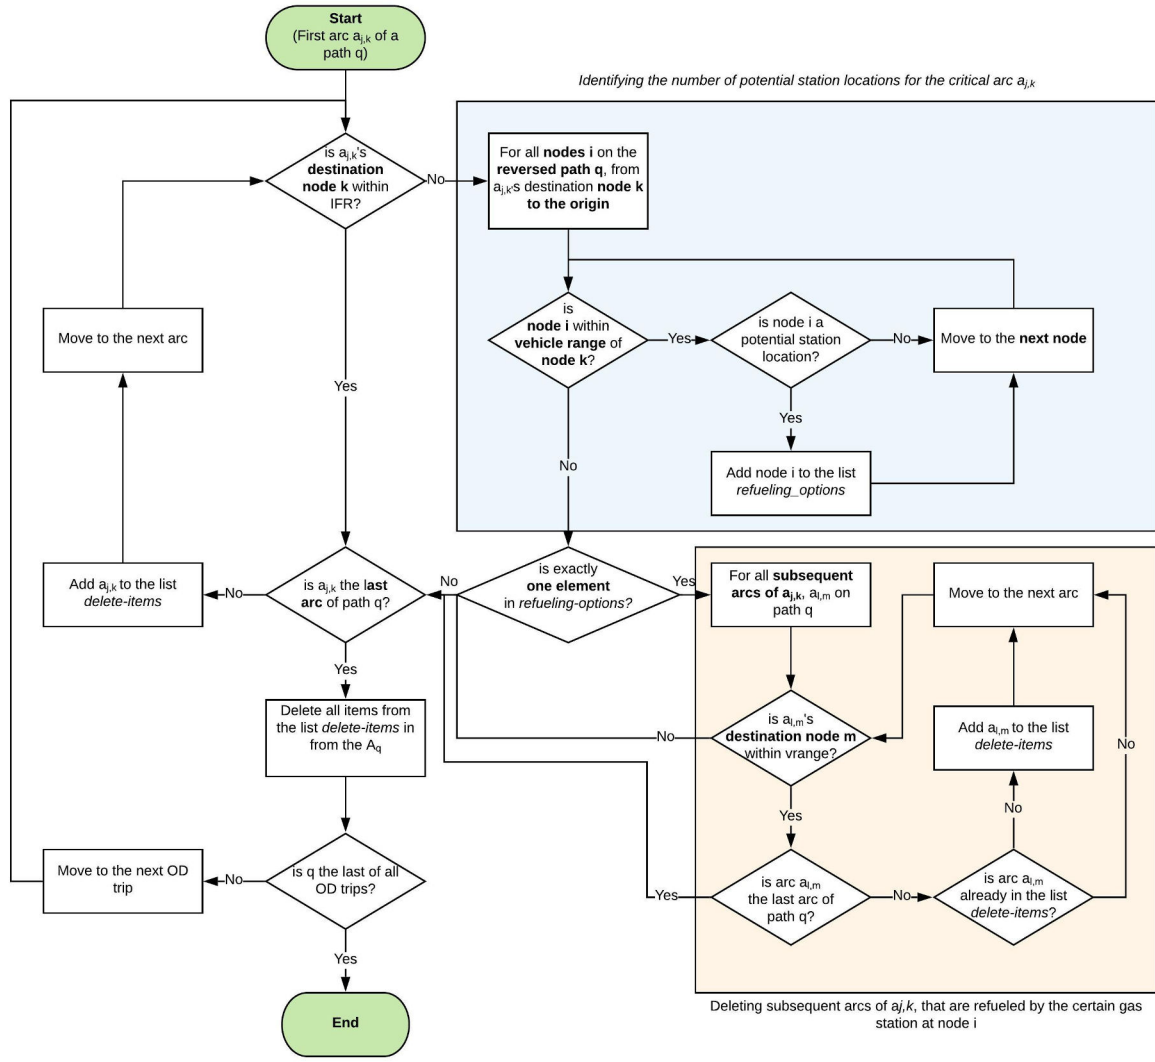 Start
(First arc aj,k of a
path q)
Identifying the number of potential station locations for the critical arc aj,k
is aj,k's
destination
node k within
IFR?
No
For all nodes i on the
reversed path q, from
aj,k's destination node k
to the origin
Move to the next arc
Yes
is
node i within
vehicle range of
node k?
Yes
is node i a
potential station
location?
No
Move to the next node
Yes
No
Add node i to the list
refueling_options
Add aj,k to the list
delete-items
No
is aj,k the last
arc of path q?
No
is exactly
one element
in refueling-options?
Yes
For all subsequent
arcs of aj,k, al,m on
path q
Move to the next arc
Yes
Delete all items from
the list delete-items in
from the Aq
No
is al,m's
destination node m
within vrange?
Add al,m to the list
delete-items
No
Yes
No
Move to the next OD
trip
No
is q the last of all
OD trips?
Yes
is arc al,m
the last arc of
path q?
No
is arc al,m
already in the list
delete-items?
Yes
End
Deleting subsequent arcs of aj,k, that are refueled by the certain gas
station at node i